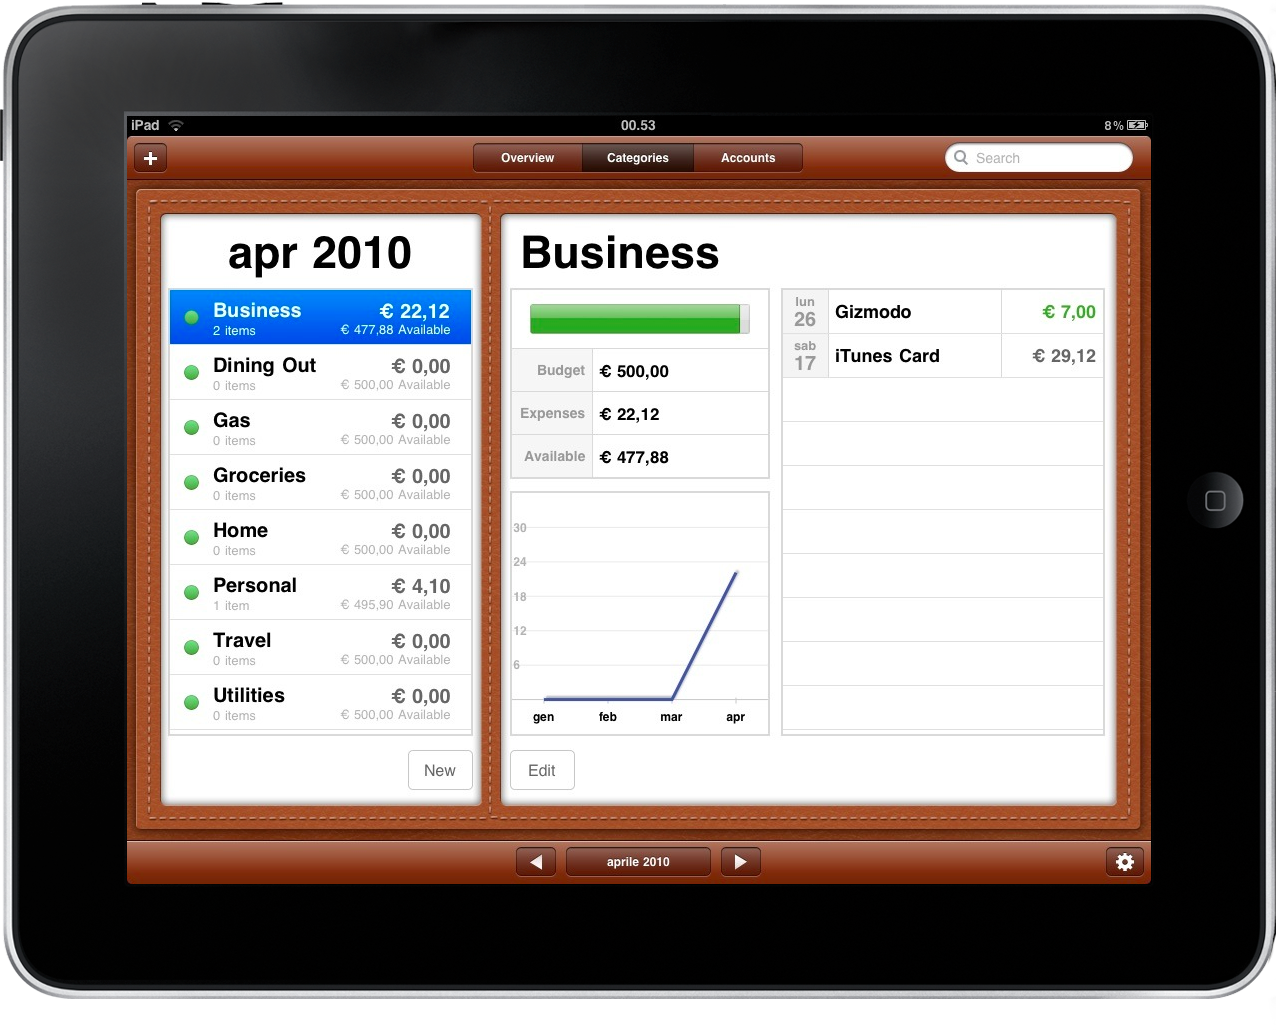 iPad
00.53
8%
+
Overview
Categories
Accounts
Search
apr 2010
Business € 22,12
2 items € 477,88 Available
Dining Out € 0,00
0 items € 500,00 Available
Gas € 0,00
0 items € 500,00 Available
Groceries € 0,00
0 items € 500,00 Available
Home € 0,00
0 items € 500,00 Available
Personal € 4,10
1 item € 495,90 Available
Travel € 0,00
0 items € 500,00 Available
Utilities € 0,00
0 items € 500,00 Available
New
Business
Budget € 500,00
Expenses € 22,12
Available € 477,88
30
24
18
12
6
gen feb mar apr
Edit
lun
26 Gizmodo € 7,00
sab
17 iTunes Card € 29,12
aprile 2010